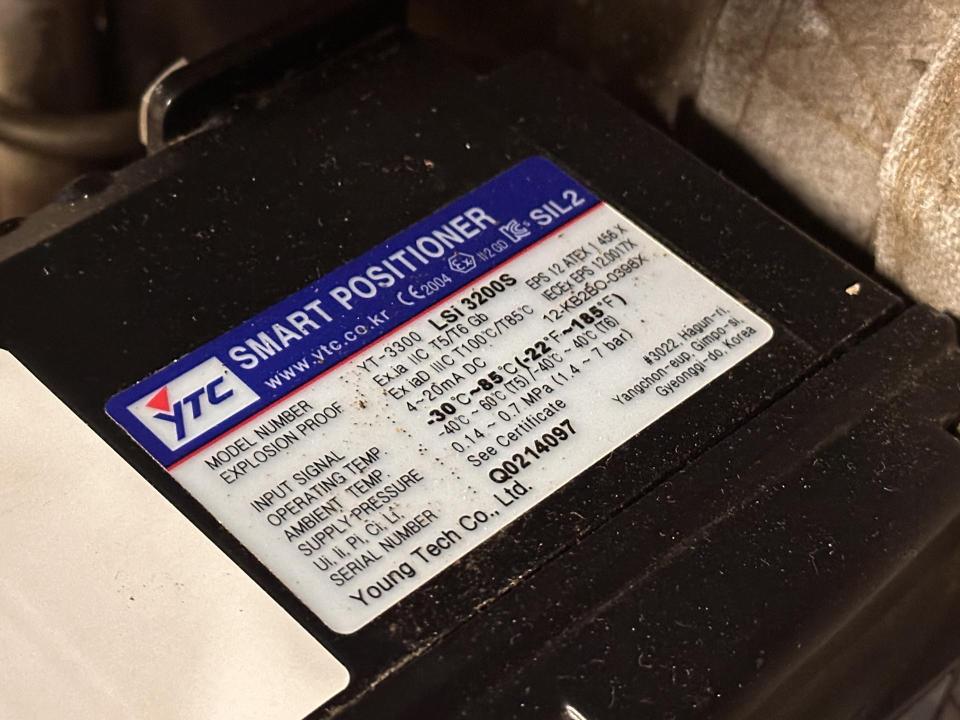 YTC
SMART POSITIONER
www.ytc.co.kr CE2004 Ex II 2 GD SIL2
MODEL NUMBER YT-3300 LSi 3200S
EXPLOSION PROOF Ex ia IIC T5/T6 Gb EPS 12 ATEX 1 456 X
Ex iaD IIIC T100℃/T85℃ IECEx EPS 12.0017X
INPUT SIGNAL 4~20mA DC 12-KB2BO-0398X
OPERATING TEMP. -30℃~85℃(-22°F~185°F)
AMBIENT TEMP. -40℃ ~ 60℃ (T5) / -40℃ ~ 40℃ (T6)
SUPPLY-PRESSURE 0.14 ~ 0.7 MPa (1.4 ~ 7 bar)
Ui, Ii, Pi, Ci, Li, See Certificate
SERIAL NUMBER Q0214097
Young Tech Co., Ltd.
#3022, Hagun-ri,
Yangchon-eup, Gimpo-si,
Gyeonggi-do, Korea